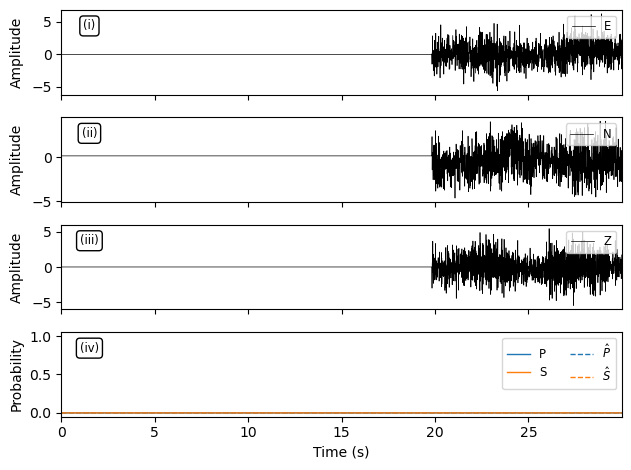 Amplitude
5
0
−5
(i)
E
Amplitude
0
−5
(ii)
N
Amplitude
5
0
−5
(iii)
Z
Probability
1.0
0.5
0.0
(iv)
P
S
P̂
Ŝ
0 5 10 15 20 25
Time (s)